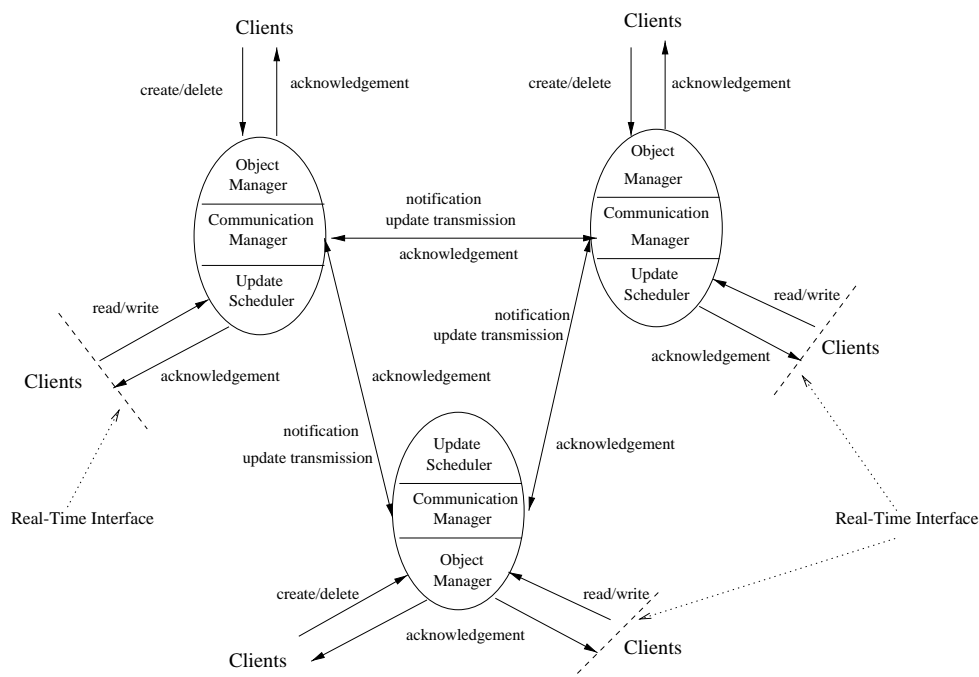 Clients
Clients
create/delete
acknowledgement
create/delete
acknowledgement
Object
Manager
Communication
Manager
Update
Scheduler
Object
Manager
Communication
Manager
Update
Scheduler
notification
update transmission
acknowledgement
read/write
acknowledgement
Clients
read/write
acknowledgement
Clients
notification
update transmission
acknowledgement
notification
update transmission
acknowledgement
Real-Time Interface
Real-Time Interface
Update
Scheduler
Communication
Manager
Object
Manager
create/delete
acknowledgement
read/write
Clients
Clients